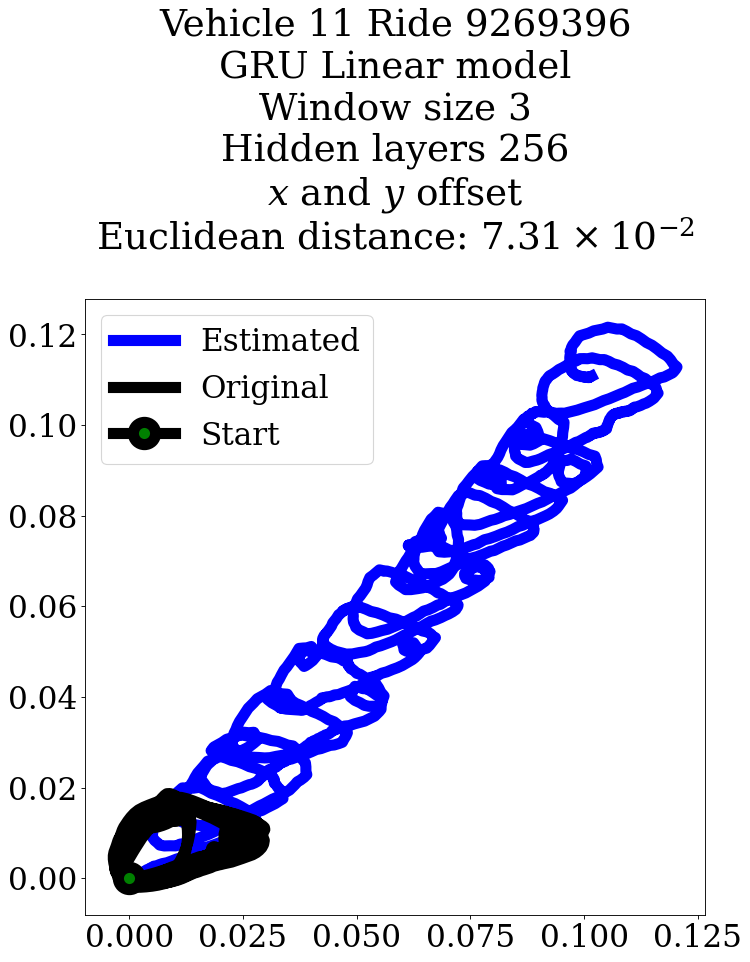 Vehicle 11 Ride 9269396
GRU Linear model
Window size 3
Hidden layers 256
x and y offset
Euclidean distance: 7.31 × 10⁻²
Estimated
Original
Start
0.12
0.10
0.08
0.06
0.04
0.02
0.00
0.000 0.025 0.050 0.075 0.100 0.125